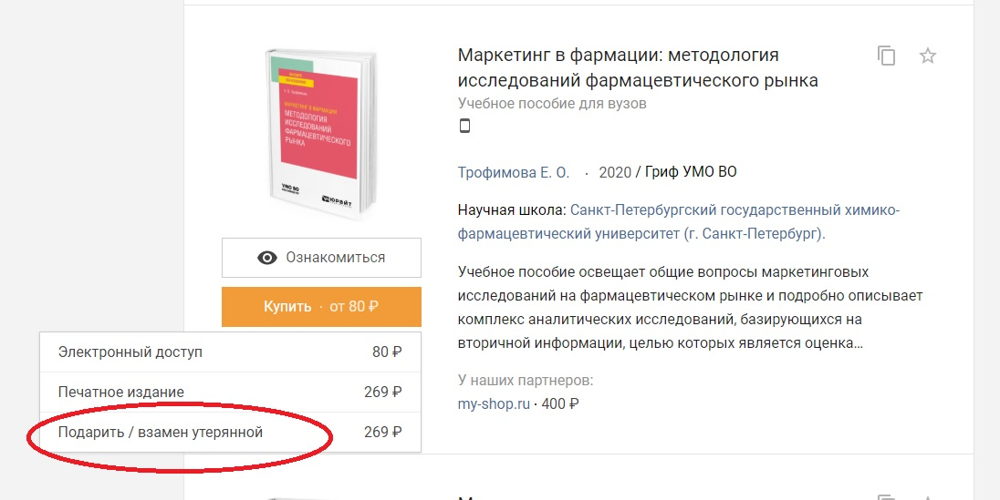 Маркетинг в фармации: методология
исследований фармацевтического рынка
Учебное пособие для вузов
Трофимова Е. О. · 2020 / Гриф УМО ВО
Научная школа: Санкт-Петербургский государственный химико-
фармацевтический университет (г. Санкт-Петербург).
Учебное пособие освещает общие вопросы маркетинговых
исследований на фармацевтическом рынке и подробно описывает
комплекс аналитических исследований, базирующихся на
вторичной информации, целью которых является оценка…
У наших партнеров:
my-shop.ru · 400 ₽
МАРКЕТИНГ В ФАРМАЦИИ
МЕТОДОЛОГИЯ
ИССЛЕДОВАНИЙ
ФАРМАЦЕВТИЧЕСКОГО
РЫНКА
УМО ВО
ЮРАЙТ
Ознакомиться
Купить · от 80 ₽
Электронный доступ 80 ₽
Печатное издание 269 ₽
Подарить / взамен утерянной 269 ₽